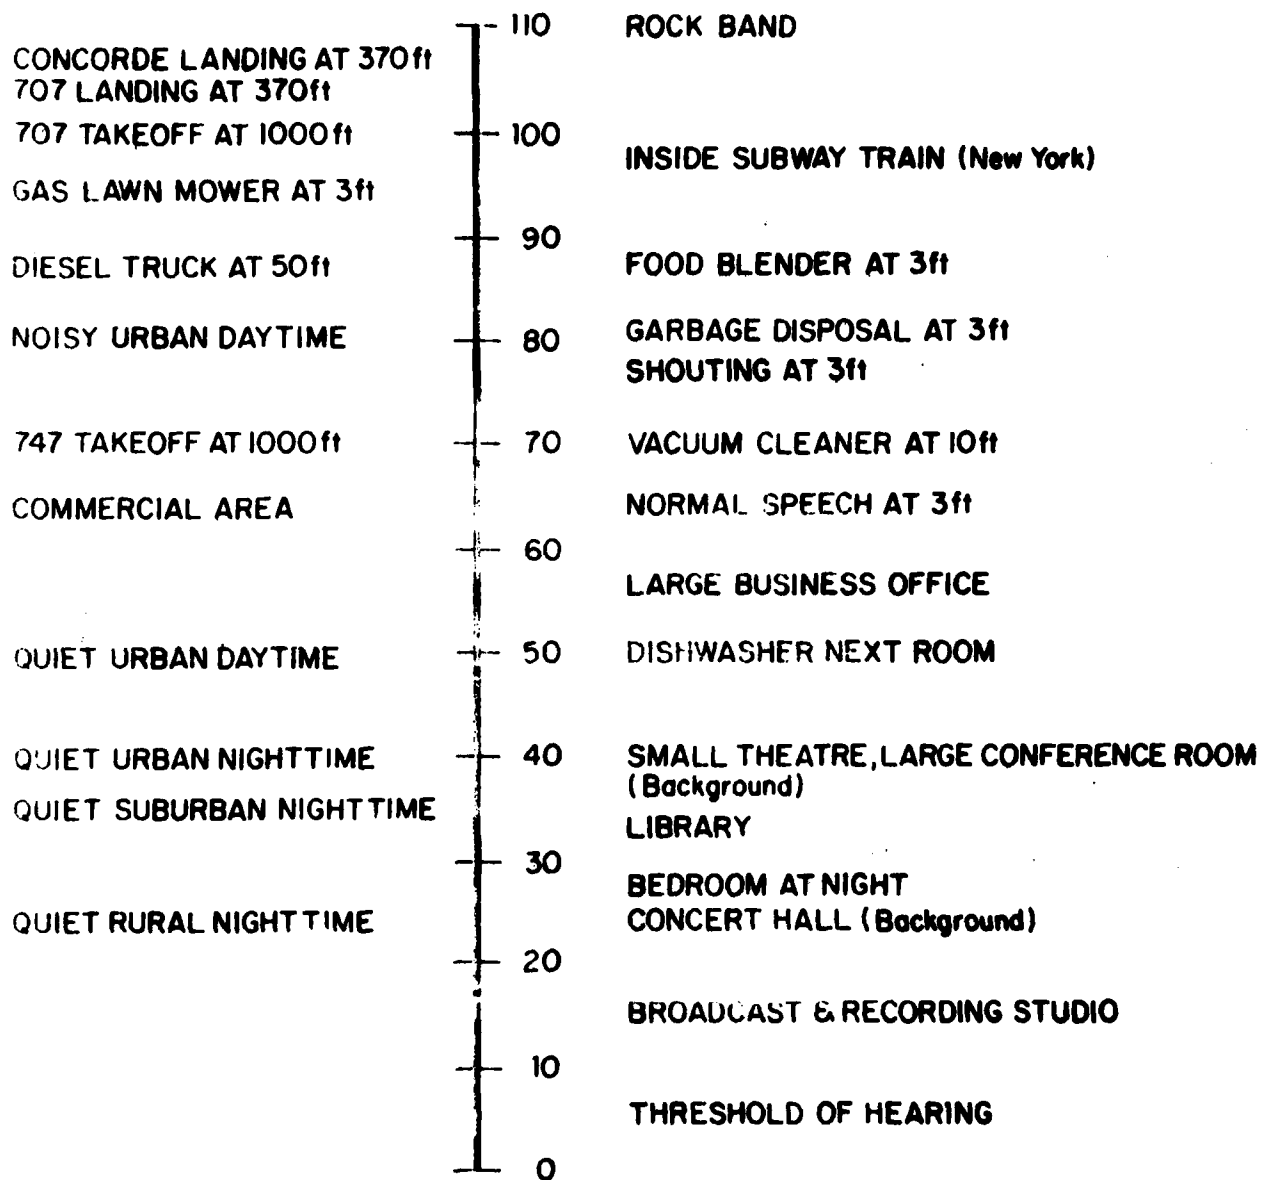 110 ROCK BAND
CONCORDE LANDING AT 370ft
707 LANDING AT 370ft
707 TAKEOFF AT 1000ft 100
INSIDE SUBWAY TRAIN (New York)
GAS LAWN MOWER AT 3ft
90
DIESEL TRUCK AT 50ft FOOD BLENDER AT 3ft
NOISY URBAN DAYTIME 80 GARBAGE DISPOSAL AT 3ft
SHOUTING AT 3ft
747 TAKEOFF AT 1000ft 70 VACUUM CLEANER AT 10ft
COMMERCIAL AREA NORMAL SPEECH AT 3ft
60
LARGE BUSINESS OFFICE
QUIET URBAN DAYTIME 50 DISHWASHER NEXT ROOM
QUIET URBAN NIGHTTIME 40 SMALL THEATRE, LARGE CONFERENCE ROOM
(Background)
QUIET SUBURBAN NIGHTTIME LIBRARY
30
BEDROOM AT NIGHT
QUIET RURAL NIGHTTIME CONCERT HALL (Background)
20
BROADCAST & RECORDING STUDIO
10
THRESHOLD OF HEARING
0